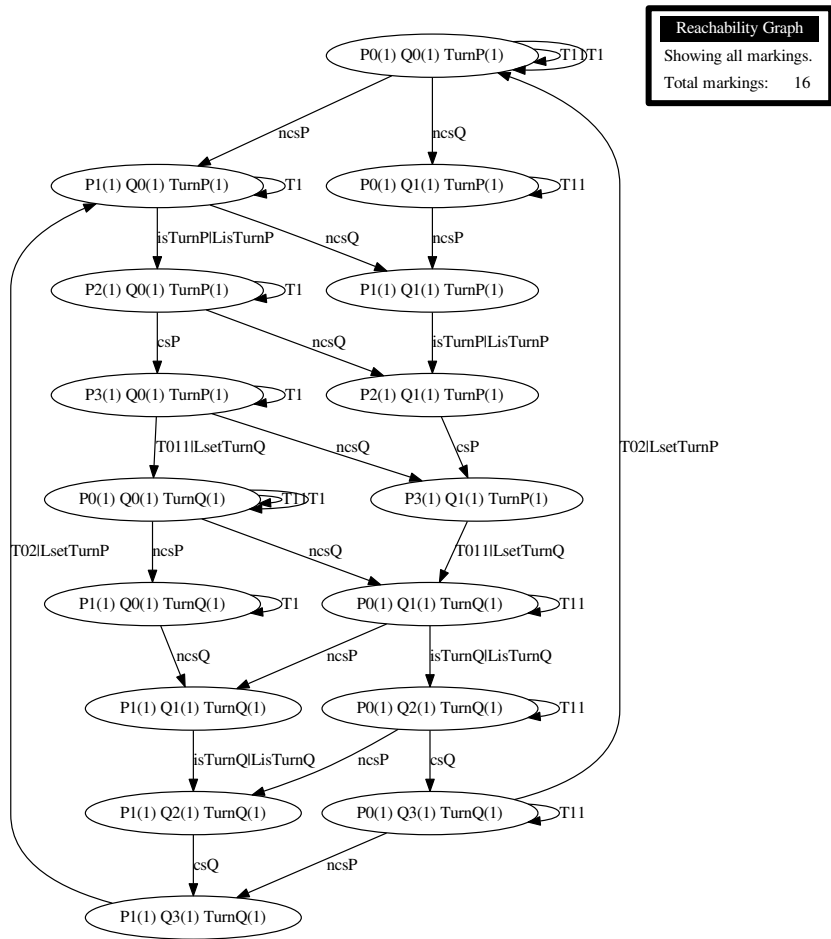 Reachability Graph
Showing all markings.
Total markings: 16
P0(1) Q0(1) TurnP(1)
T11T1
ncsP
ncsQ
P1(1) Q0(1) TurnP(1)
T1
P0(1) Q1(1) TurnP(1)
T11
isTurnP|LisTurnP
ncsQ
ncsP
P2(1) Q0(1) TurnP(1)
T1
P1(1) Q1(1) TurnP(1)
csP
ncsQ
isTurnP|LisTurnP
P3(1) Q0(1) TurnP(1)
T1
P2(1) Q1(1) TurnP(1)
T011|LsetTurnQ
ncsQ
csP
T02|LsetTurnP
P0(1) Q0(1) TurnQ(1)
T11T1
P3(1) Q1(1) TurnP(1)
T02|LsetTurnP
ncsP
ncsQ
T011|LsetTurnQ
P1(1) Q0(1) TurnQ(1)
T1
P0(1) Q1(1) TurnQ(1)
T11
ncsQ
ncsP
isTurnQ|LisTurnQ
P1(1) Q1(1) TurnQ(1)
P0(1) Q2(1) TurnQ(1)
T11
isTurnQ|LisTurnQ
ncsP
csQ
P1(1) Q2(1) TurnQ(1)
P0(1) Q3(1) TurnQ(1)
T11
csQ
ncsP
P1(1) Q3(1) TurnQ(1)